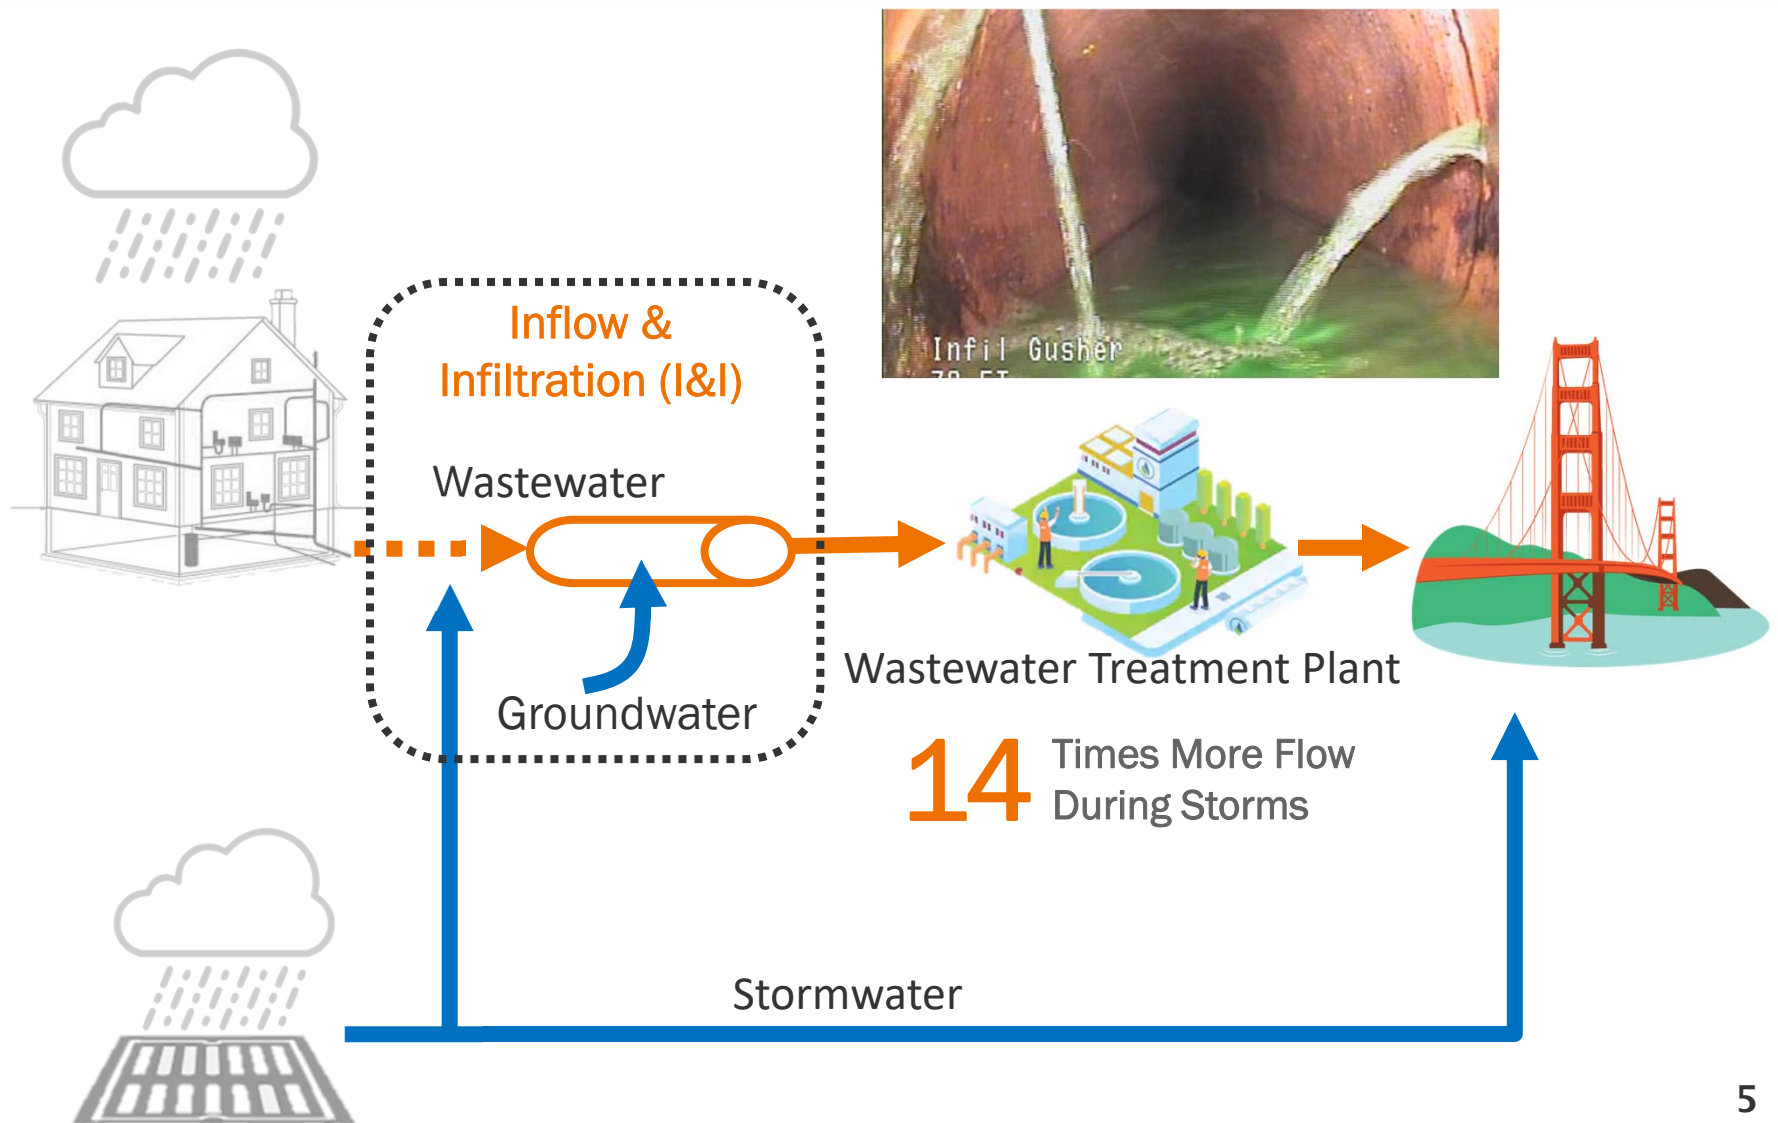 Infil Gusher
Inflow &
Infiltration (I&I)
Wastewater
Groundwater
Wastewater Treatment Plant
14
Times More Flow
During Storms
Stormwater
5